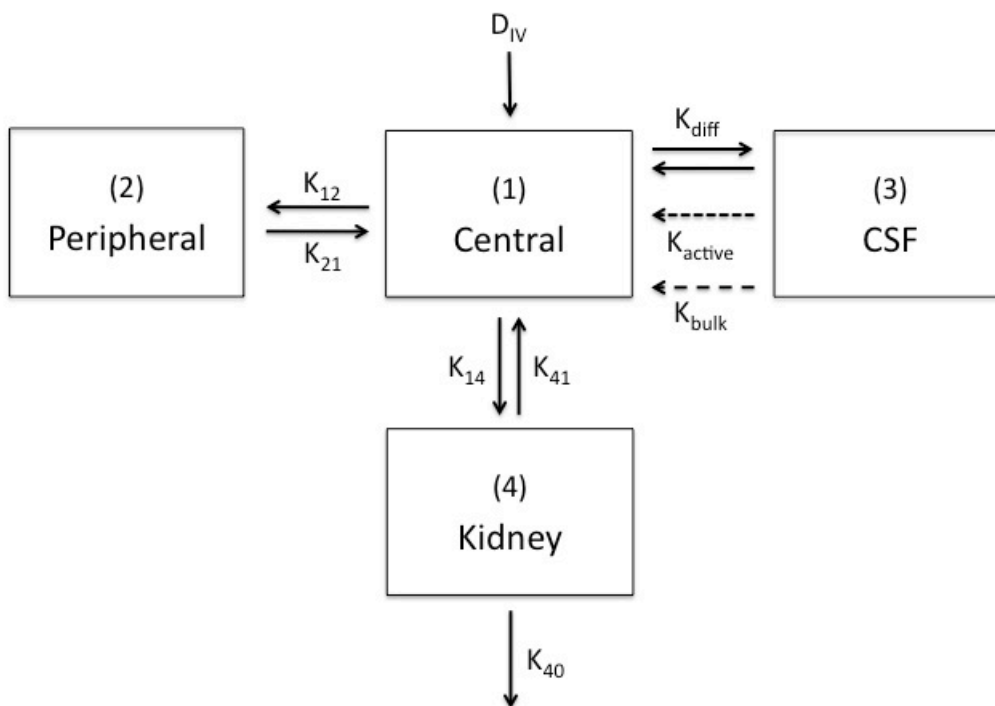 D_IV
(2)
Peripheral
K_12
K_21
(1)
Central
K_diff
K_active
K_bulk
(3)
CSF
K_14
K_41
(4)
Kidney
K_40